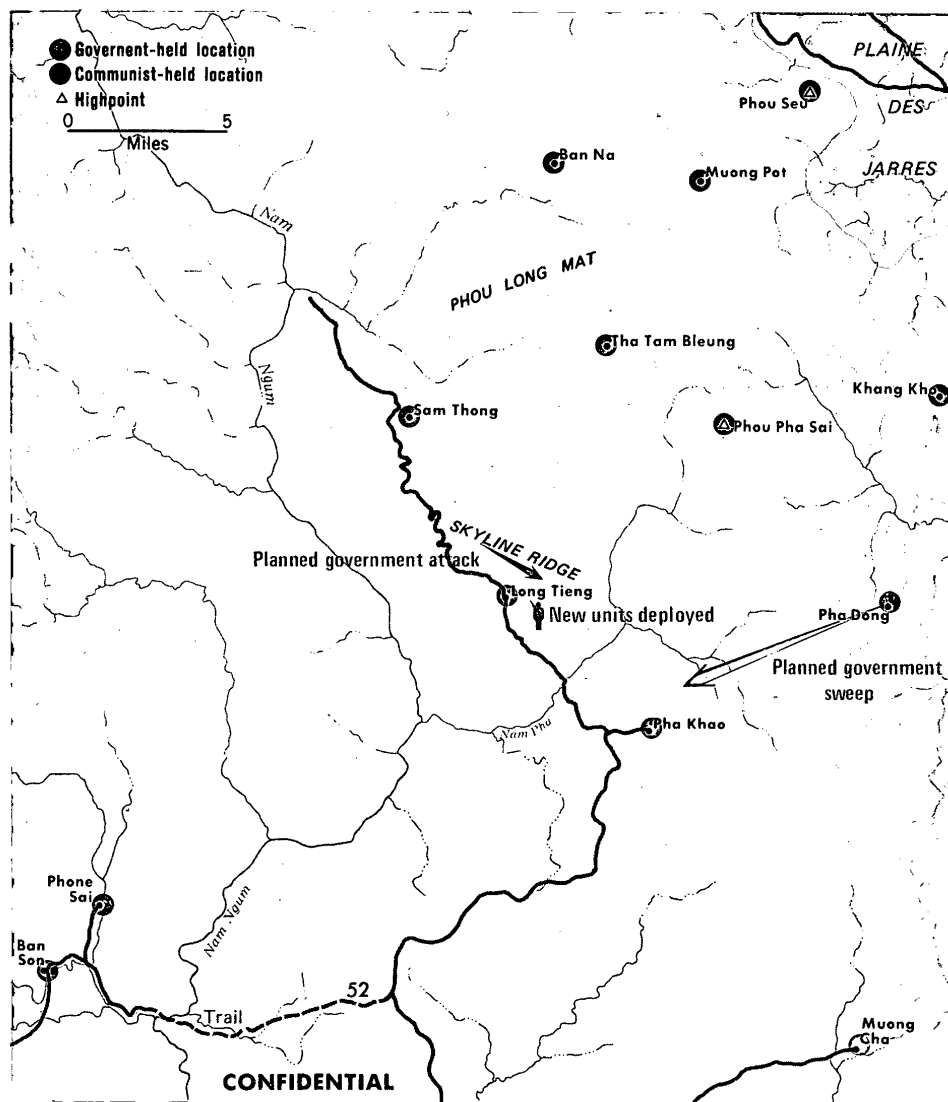 Governent-held location
Communist-held location
Highpoint
0 5
Miles
PLAINE
DES
JARRES
Phou Seu
Ban Na
Muong Pot
Nam
PHOU LONG MAT
Tha Tam Bleung
Ngum
Khang Kho
Sam Thong
Phou Pha Sai
SKYLINE RIDGE
Planned government attack
Long Tieng
New units deployed
Pha Dong
Planned government
sweep
Pha Khao
Nam Phu
Phone
Sai
Nam Ngum
Ban
Son
52
Trail
Muong
Cha
CONFIDENTIAL